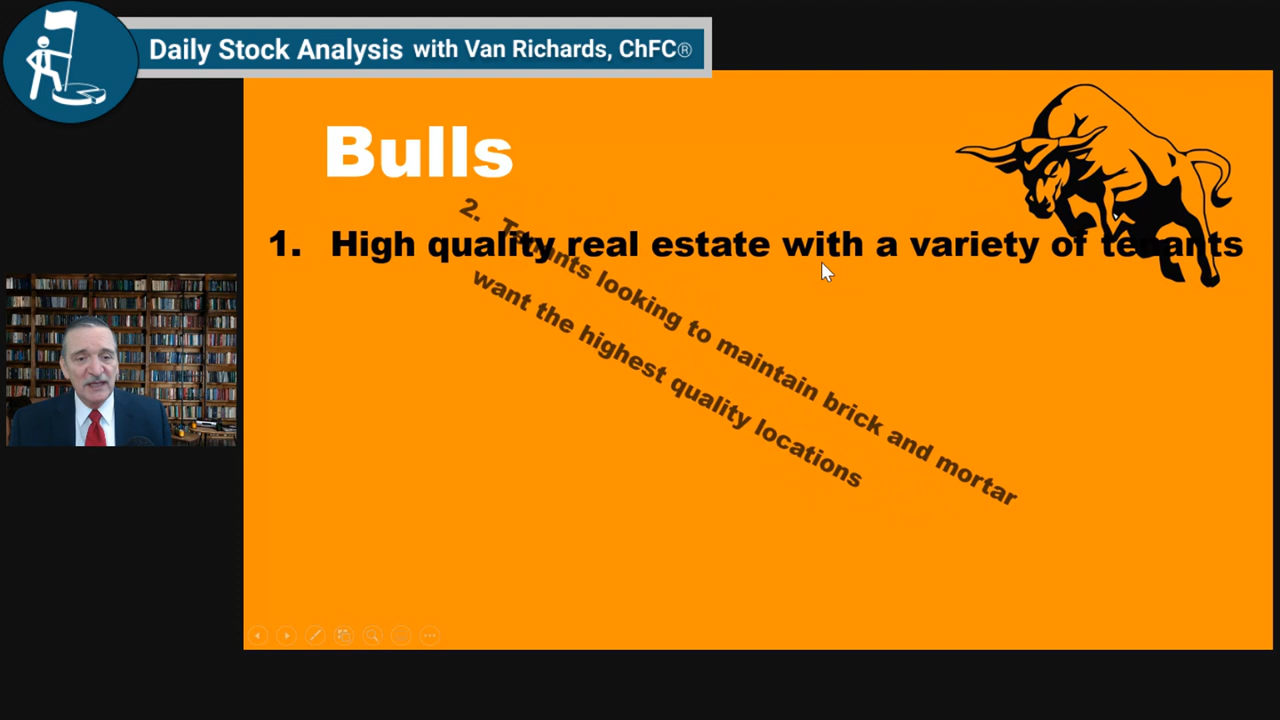 Daily Stock Analysis with Van Richards, ChFC®
Bulls
1. High quality real estate with a variety of tenants
2. Tenants looking to maintain brick and mortar
want the highest quality locations